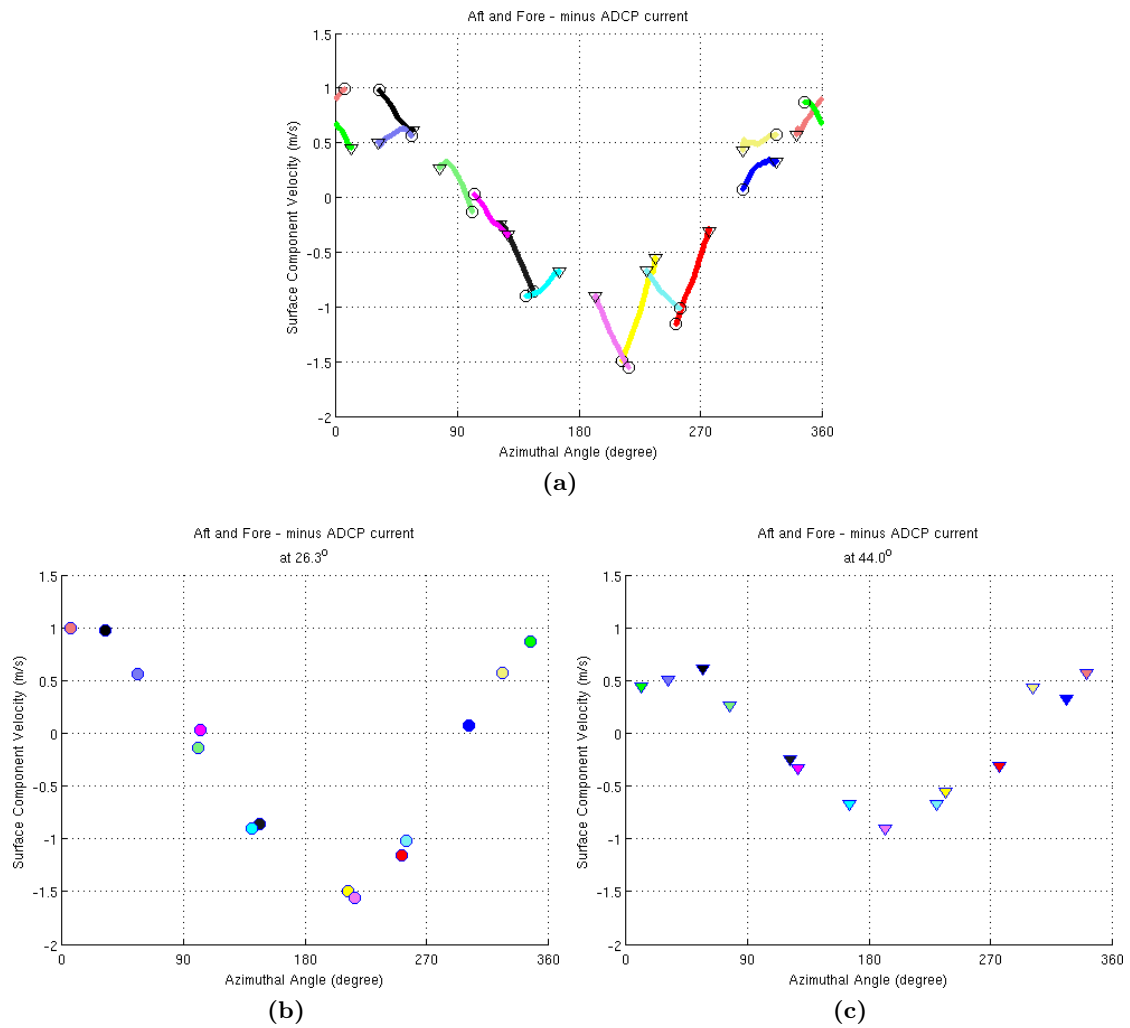 Aft and Fore - minus ADCP current
1.5
1
0.5
0
-0.5
-1
-1.5
-2
Surface Component Velocity (m/s)
0 90 180 270 360
Azimuthal Angle (degree)
(a)
Aft and Fore - minus ADCP current
at 26.3⁰
1.5
1
0.5
0
-0.5
-1
-1.5
-2
Surface Component Velocity (m/s)
0 90 180 270 360
Azimuthal Angle (degree)
(b)
Aft and Fore - minus ADCP current
at 44.0⁰
1.5
1
0.5
0
-0.5
-1
-1.5
-2
Surface Component Velocity (m/s)
0 90 180 270 360
Azimuthal Angle (degree)
(c)